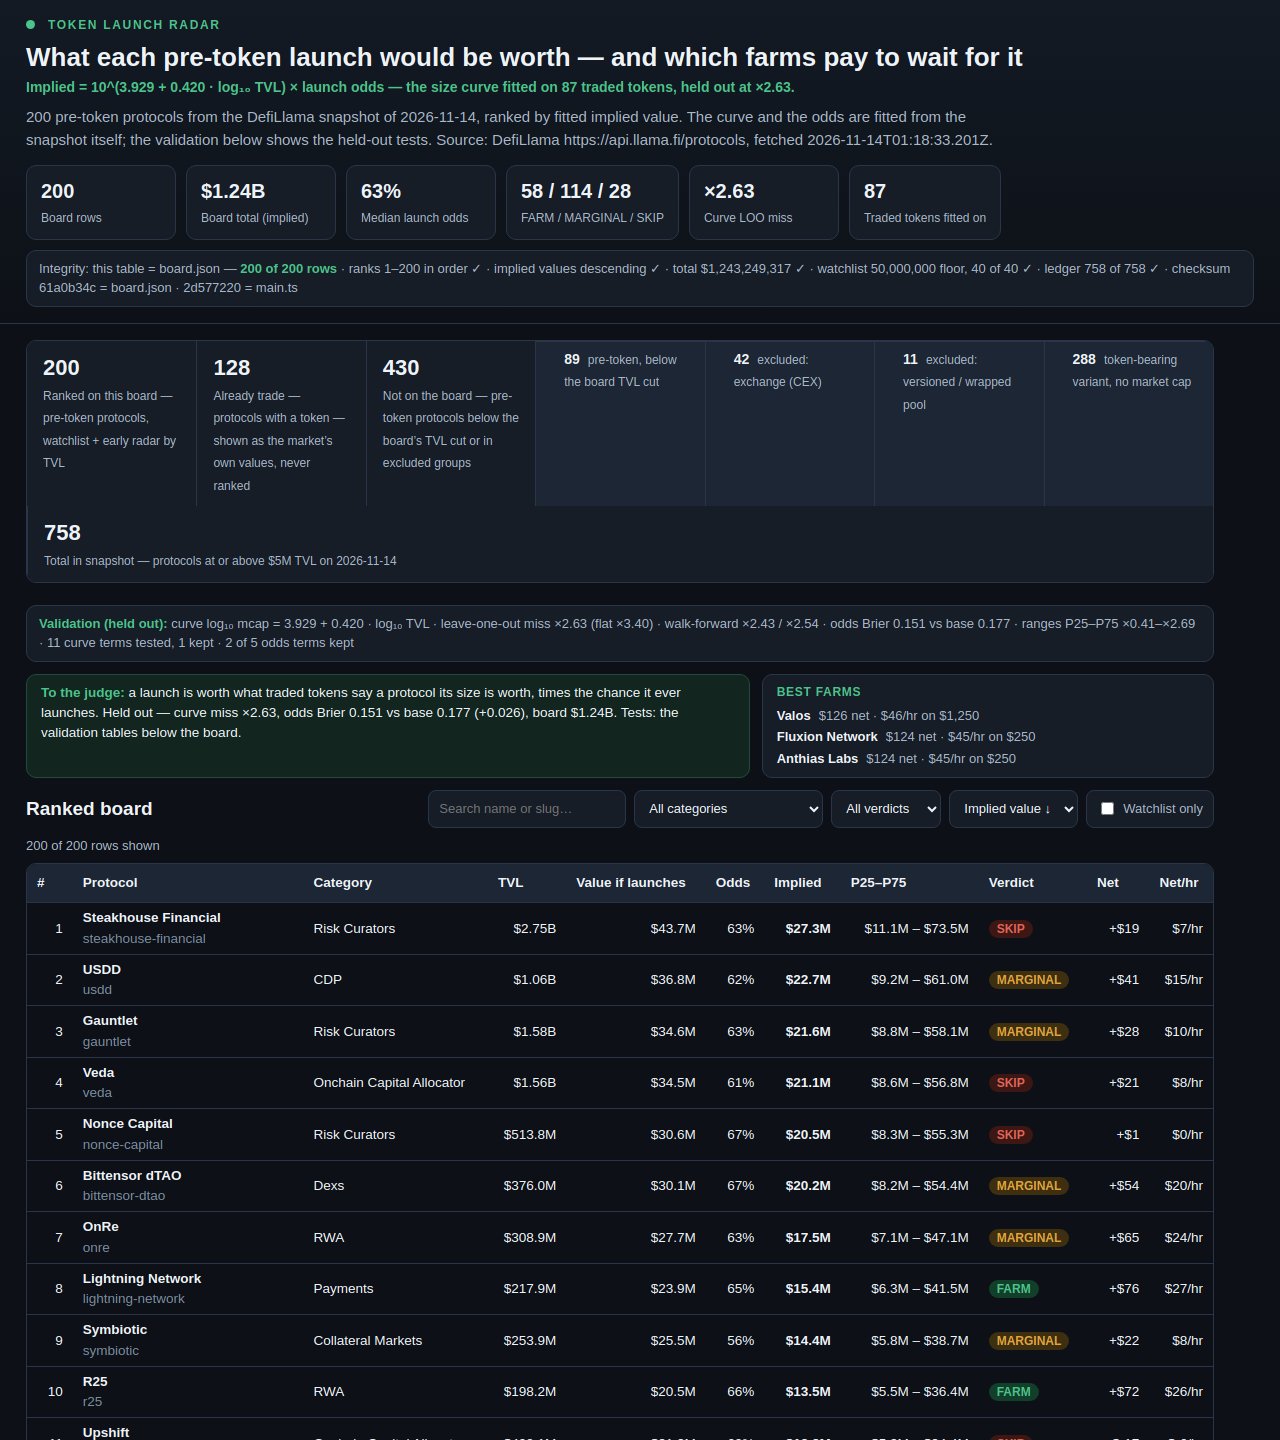 TOKEN LAUNCH RADAR
What each pre-token launch would be worth — and which farms pay to wait for it
Implied = 10^(3.929 + 0.420 · log₁₀ TVL) × launch odds — the size curve fitted on 87 traded tokens, held out at ×2.63.
200 pre-token protocols from the DefiLlama snapshot of 2026-11-14, ranked by fitted implied value. The curve and the odds are fitted from the
snapshot itself; the validation below shows the held-out tests. Source: DefiLlama https://api.llama.fi/protocols, fetched 2026-11-14T01:18:33.201Z.
200 $1.24B 63% 58 / 114 / 28 ×2.63 87
Board rows Board total (implied) Median launch odds FARM / MARGINAL / SKIP Curve LOO miss Traded tokens fitted on
Integrity: this table = board.json — 200 of 200 rows · ranks 1–200 in order ✓ · implied values descending ✓ · total $1,243,249,317 ✓ · watchlist 50,000,000 floor, 40 of 40 ✓ · ledger 758 of 758 ✓ · checksum
61a0b34c = board.json · 2d577220 = main.ts
200
Ranked on this board —
pre-token protocols,
watchlist + early radar by
TVL
128
Already trade —
protocols with a token —
shown as the market’s
own values, never
ranked
430
Not on the board — pre-
token protocols below the
board’s TVL cut or in
excluded groups
89 pre-token, below
the board TVL cut
42 excluded:
exchange (CEX)
11 excluded:
versioned / wrapped
pool
288 token-bearing
variant, no market cap
758
Total in snapshot — protocols at or above $5M TVL on 2026-11-14
Validation (held out): curve log₁₀ mcap = 3.929 + 0.420 · log₁₀ TVL · leave-one-out miss ×2.63 (flat ×3.40) · walk-forward ×2.43 / ×2.54 · odds Brier 0.151 vs base 0.177 · ranges P25–P75 ×0.41–×2.69
· 11 curve terms tested, 1 kept · 2 of 5 odds terms kept
To the judge: a launch is worth what traded tokens say a protocol its size is worth, times the chance it ever
launches. Held out — curve miss ×2.63, odds Brier 0.151 vs base 0.177 (+0.026), board $1.24B. Tests: the
validation tables below the board.
BEST FARMS
Valos $126 net · $46/hr on $1,250
Fluxion Network $124 net · $45/hr on $250
Anthias Labs $124 net · $45/hr on $250
Ranked board Search name or slug… All categories All verdicts Implied value ↓ Watchlist only
200 of 200 rows shown
# Protocol Category TVL Value if launches Odds Implied P25–P75 Verdict Net Net/hr
1 Steakhouse Financial Risk Curators $2.75B $43.7M 63% $27.3M $11.1M – $73.5M SKIP +$19 $7/hr
steakhouse-financial
2 USDD CDP $1.06B $36.8M 62% $22.7M $9.2M – $61.0M MARGINAL +$41 $15/hr
usdd
3 Gauntlet Risk Curators $1.58B $34.6M 63% $21.6M $8.8M – $58.1M MARGINAL +$28 $10/hr
gauntlet
4 Veda Onchain Capital Allocator $1.56B $34.5M 61% $21.1M $8.6M – $56.8M SKIP +$21 $8/hr
veda
5 Nonce Capital Risk Curators $513.8M $30.6M 67% $20.5M $8.3M – $55.3M SKIP +$1 $0/hr
nonce-capital
6 Bittensor dTAO Dexs $376.0M $30.1M 67% $20.2M $8.2M – $54.4M MARGINAL +$54 $20/hr
bittensor-dtao
7 OnRe RWA $308.9M $27.7M 63% $17.5M $7.1M – $47.1M MARGINAL +$65 $24/hr
onre
8 Lightning Network Payments $217.9M $23.9M 65% $15.4M $6.3M – $41.5M FARM +$76 $27/hr
lightning-network
9 Symbiotic Collateral Markets $253.9M $25.5M 56% $14.4M $5.8M – $38.7M MARGINAL +$22 $8/hr
symbiotic
10 R25 RWA $198.2M $20.5M 66% $13.5M $5.5M – $36.4M FARM +$72 $26/hr
r25
Upshift